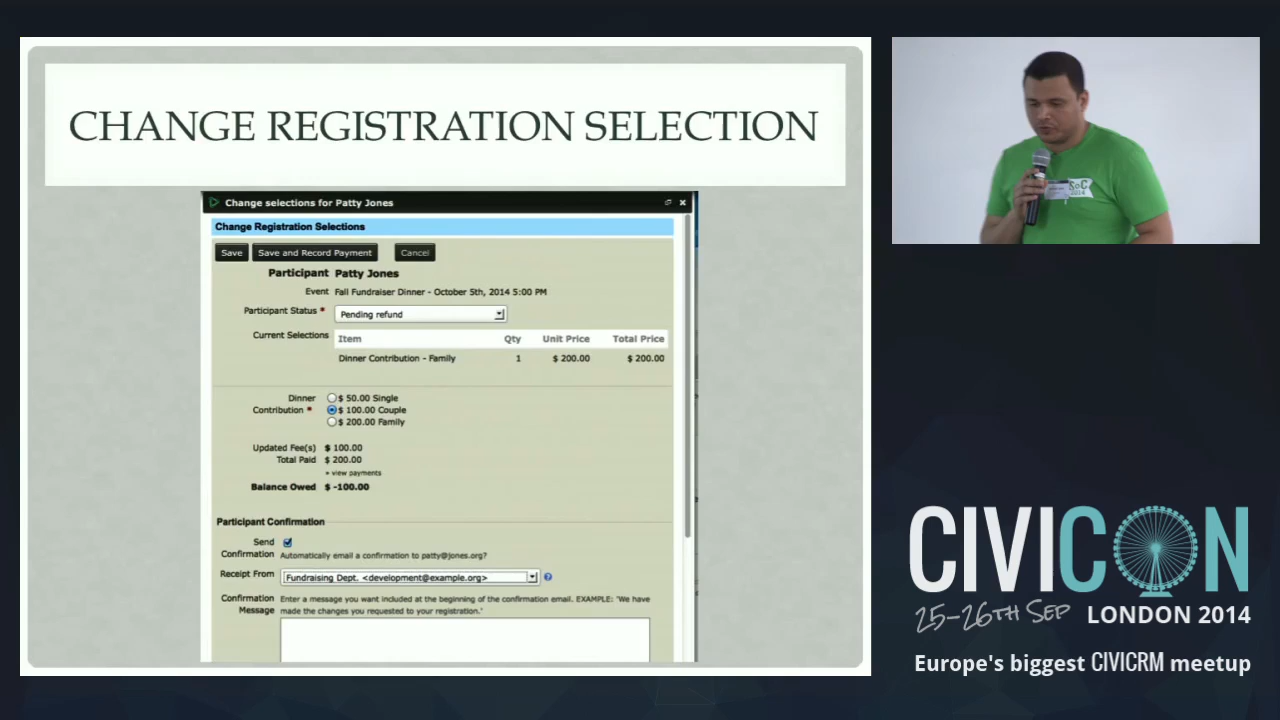 CHANGE REGISTRATION SELECTION
Change selections for Patty Jones
Change Registration Selections
Save Save and Record Payment Cancel
Participant Patty Jones
Event Fall Fundraiser Dinner - October 5th, 2014 5:00 PM
Participant Status * Pending refund
Current Selections Item Qty Unit Price Total Price
Dinner Contribution - Family 1 $ 200.00 $ 200.00
Dinner Contribution * $ 50.00 Single
$ 100.00 Couple
$ 200.00 Family
Updated Fee(s) $ 100.00
Total Paid $ 200.00
» view payments
Balance Owed $ -100.00
Participant Confirmation
Send Confirmation
Automatically email a confirmation to patty@jones.org?
Receipt From Fundraising Dept. <development@example.org>
Confirmation Message Enter a message you want included at the beginning of the confirmation email. EXAMPLE: 'We have
made the changes you requested to your registration.'
SoC
2014
CIVICON
25-26TH SEP LONDON 2014
Europe's biggest CIVICRM meetup